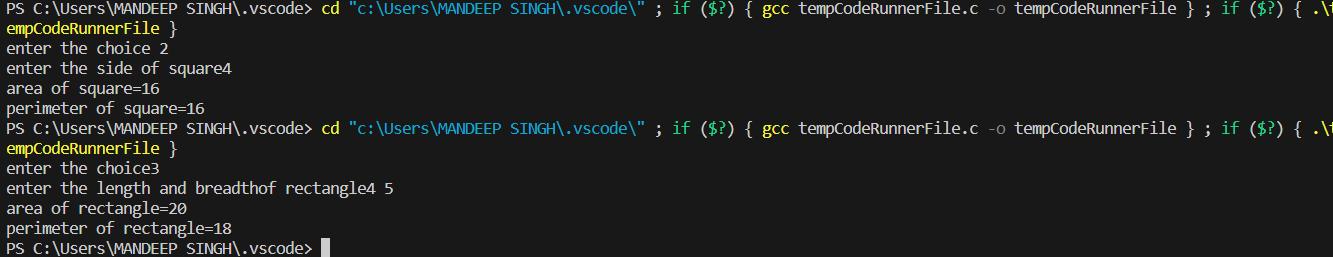 PS C:\Users\MANDEEP SINGH\.vscode> cd "c:\Users\MANDEEP SINGH\.vscode\" ; if ($?) { gcc tempCodeRunnerFile.c -o tempCodeRunnerFile } ; if ($?) { .\t
empCodeRunnerFile }
enter the choice 2
enter the side of square4
area of square=16
perimeter of square=16
PS C:\Users\MANDEEP SINGH\.vscode> cd "c:\Users\MANDEEP SINGH\.vscode\" ; if ($?) { gcc tempCodeRunnerFile.c -o tempCodeRunnerFile } ; if ($?) { .\t
empCodeRunnerFile }
enter the choice3
enter the length and breadthof rectangle4 5
area of rectangle=20
perimeter of rectangle=18
PS C:\Users\MANDEEP SINGH\.vscode>